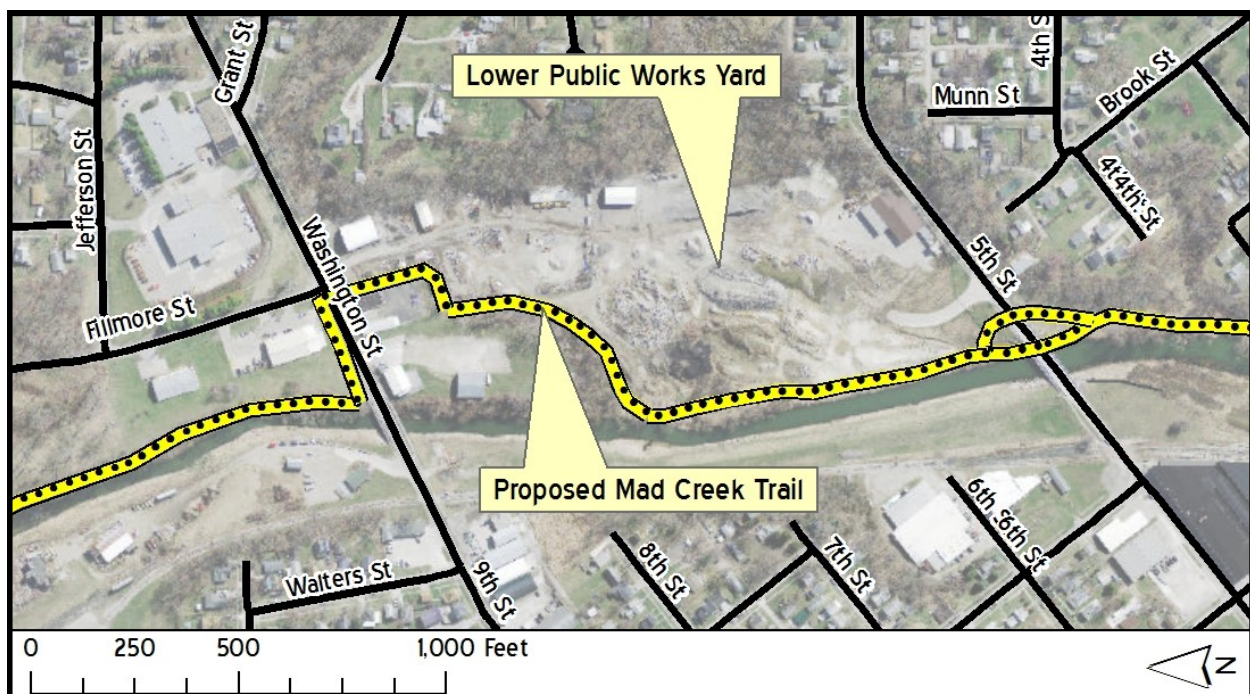 Grant St
Lower Public Works Yard
4th S
Munn St
Brook St
Jefferson St
4t4th St
Washington St
5th St
Fillmore St
Proposed Mad Creek Trail
6th S6th St
7th St
8th St
Walters St
9th St
0 250 500 1,000 Feet
N